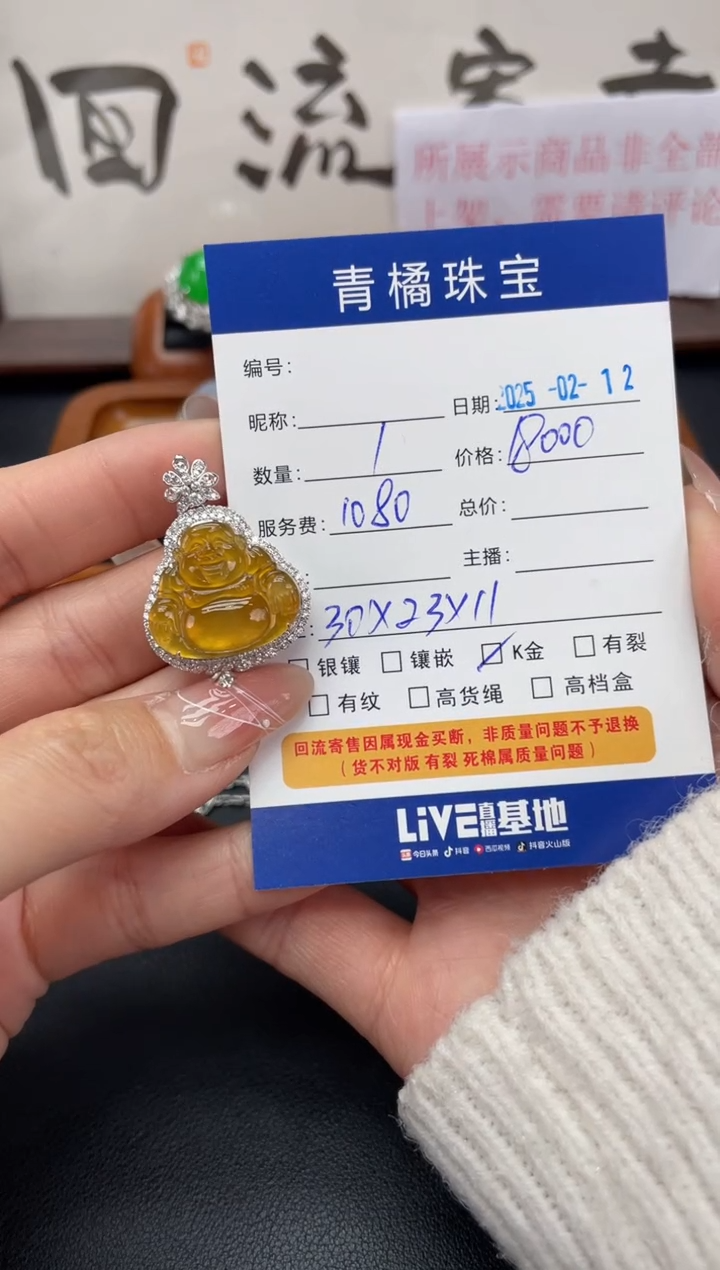 回流寄
所展示商品非全部
上架，需要请评论
青橘珠宝
编号：
昵称： 日期：2025 -02- 12
数量：1 价格：18000
服务费：1080 总价：
： 主播：
：30X23X11
银镶 镶嵌 K金 有裂
有纹 高货绳 高档盒
回流寄售因属现金买断，非质量问题不予退换
（货不对版 有裂 死棉属质量问题）
LiVE直播基地
今日头条 抖音 西瓜视频 抖音火山版